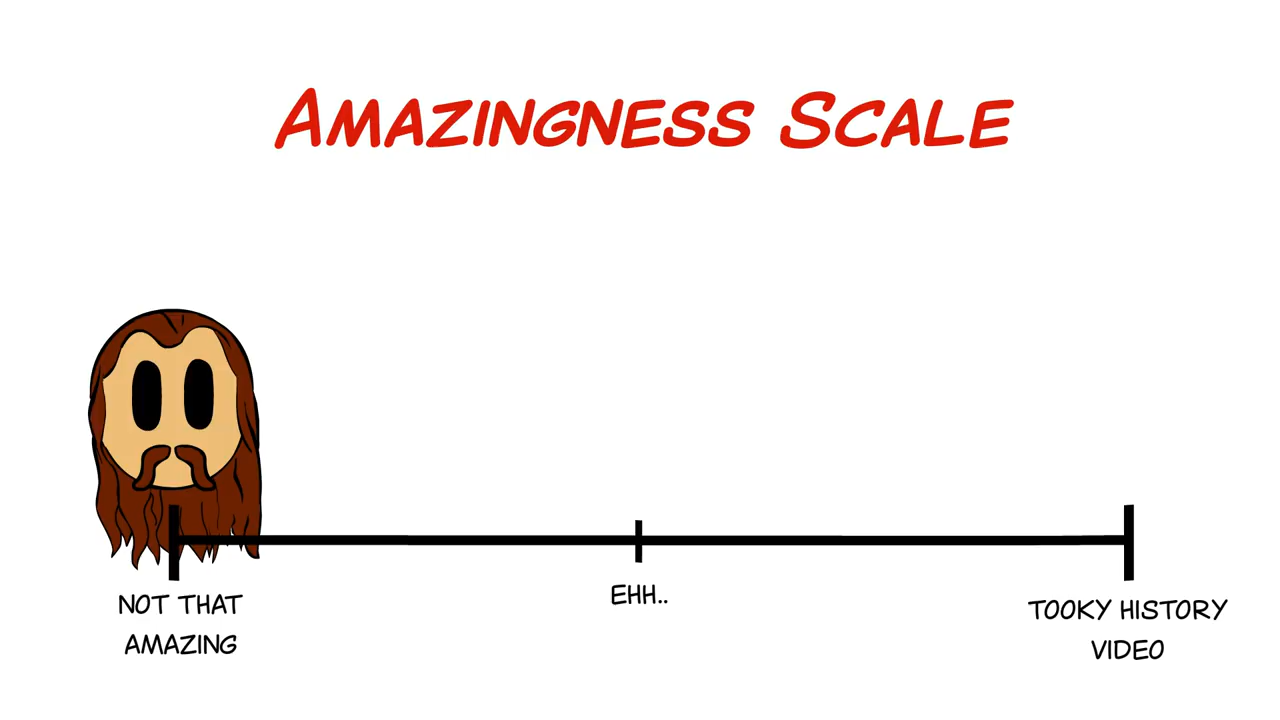 AMAZINGNESS SCALE
NOT THAT
AMAZING
EHH..
TOOKY HISTORY
VIDEO